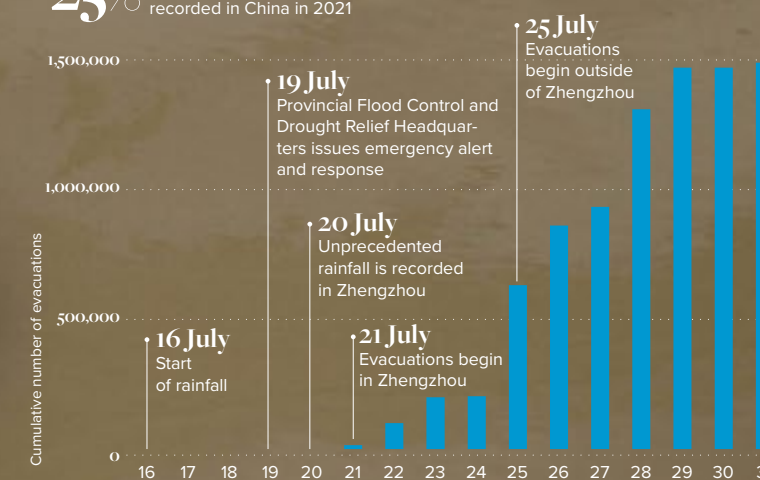 25%
recorded in China in 2021
25 July
Evacuations
begin outside
of Zhengzhou
1,500,000
19 July
Provincial Flood Control and
Drought Relief Headquar-
ters issues emergency alert
and response
1,000,000
20 July
Unprecedented
rainfall is recorded
in Zhengzhou
500,000
16 July
Start
of rainfall
21 July
Evacuations begin
in Zhengzhou
Cumulative number of evacuations
0
16 17 18 19 20 21 22 23 24 25 26 27 28 29 30